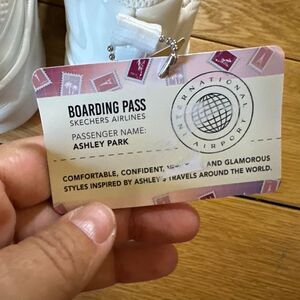 BOARDING PASS
SKECHERS AIRLINES
PASSENGER NAME:
ASHLEY PARK
INTERNATIONAL
AIRPORT
COMFORTABLE, CONFIDENT, AND GLAMOROUS
STYLES INSPIRED BY ASHLEY'S TRAVELS AROUND THE WORLD.